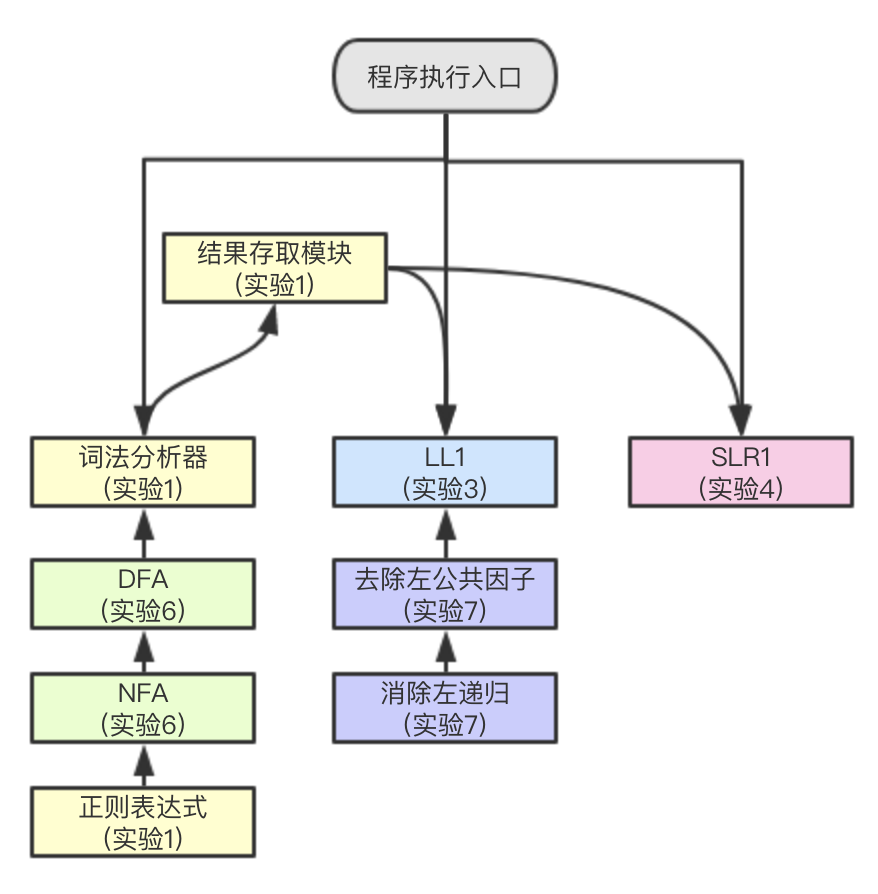 程序执行入口
结果存取模块
(实验1)
词法分析器
(实验1)
LL1
(实验3)
SLR1
(实验4)
DFA
(实验6)
去除左公共因子
(实验7)
NFA
(实验6)
消除左递归
(实验7)
正则表达式
(实验1)